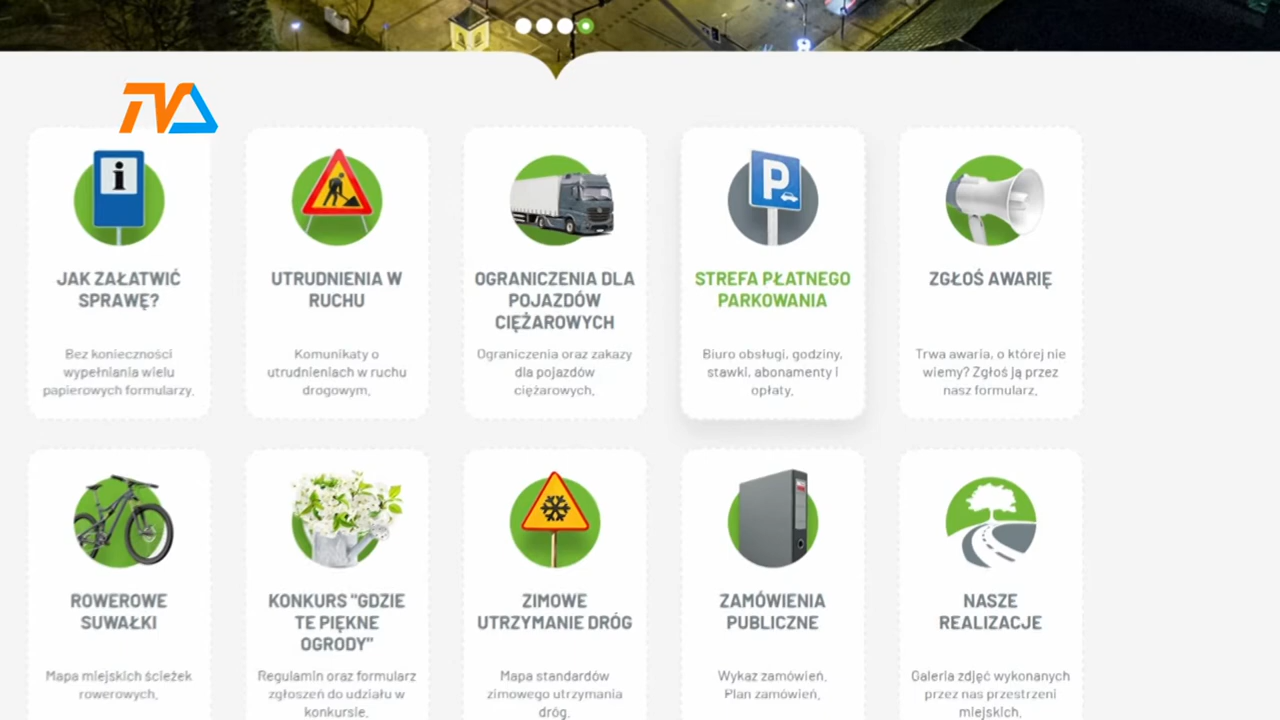 TVA
i
P
JAK ZAŁATWIĆ
SPRAWĘ?
Bez konieczności
wypełniania wielu
papierowych formularzy.
UTRUDNIENIA W
RUCHU
Komunikaty o
utrudnieniach w ruchu
drogowym.
OGRANICZENIA DLA
POJAZDÓW
CIĘŻAROWYCH
Ograniczenia oraz zakazy
dla pojazdów
ciężarowych.
STREFA PŁATNEGO
PARKOWANIA
Biuro obsługi, godziny,
stawki, abonamenty i
opłaty.
ZGŁOŚ AWARIĘ
Trwa awaria, o której nie
wiemy? Zgłoś ją przez
nasz formularz.
ROWEROWE
SUWAŁKI
Mapa miejskich ścieżek
rowerowych.
KONKURS "GDZIE
TE PIĘKNE
OGRODY"
Regulamin oraz formularz
zgłoszeń do udziału w
konkursie.
ZIMOWE
UTRZYMANIE DRÓG
Mapa standardów
zimowego utrzymania
dróg.
ZAMÓWIENIA
PUBLICZNE
Wykaz zamówień.
Plan zamówień.
NASZE
REALIZACJE
Galeria zdjęć wykonanych
przez nas przestrzeni
miejskich.